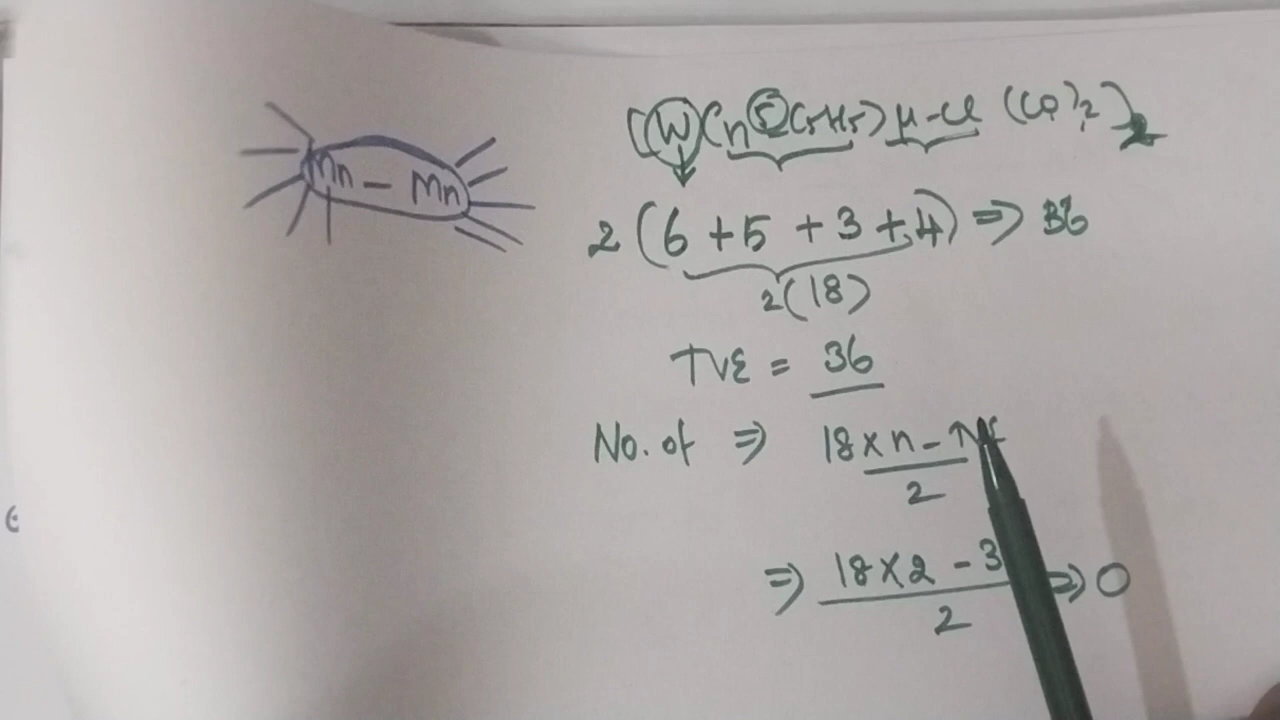 Mn - Mn
(W(η⁵C₅H₅) μ-Cl (CO)₂)₂
2 (6 + 5 + 3 + 4) ⇒ 36
2(18)
TVE = 36
No. of ⇒ 18 × n -
2
⇒ 18 × 2 - 3 ⇒ 0
2